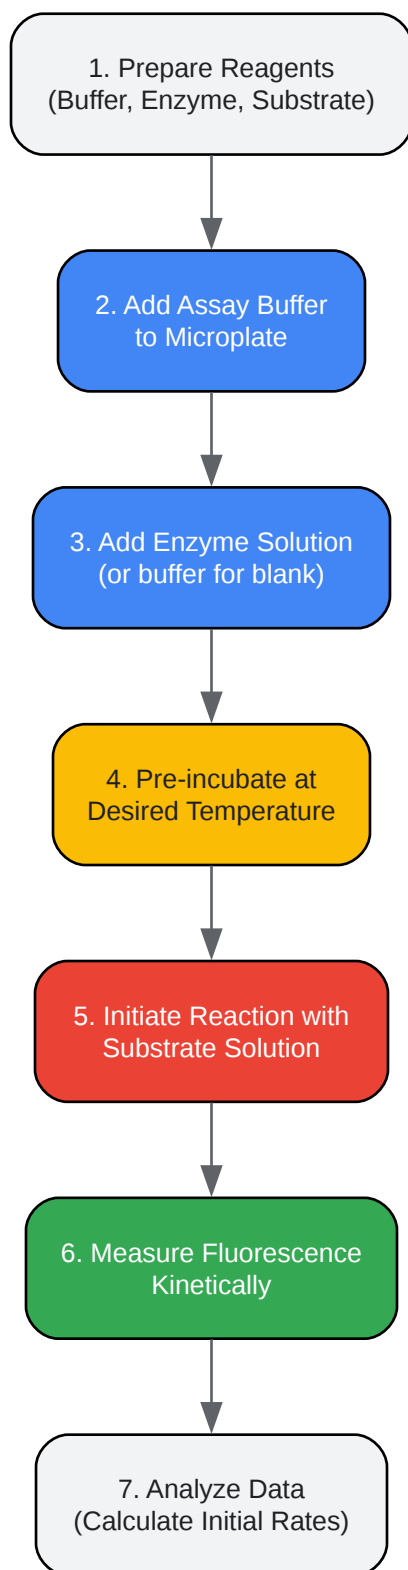 1. Prepare Reagents
(Buffer, Enzyme, Substrate)
2. Add Assay Buffer
to Microplate
3. Add Enzyme Solution
(or buffer for blank)
4. Pre-incubate at
Desired Temperature
5. Initiate Reaction with
Substrate Solution
6. Measure Fluorescence
Kinetically
7. Analyze Data
(Calculate Initial Rates)